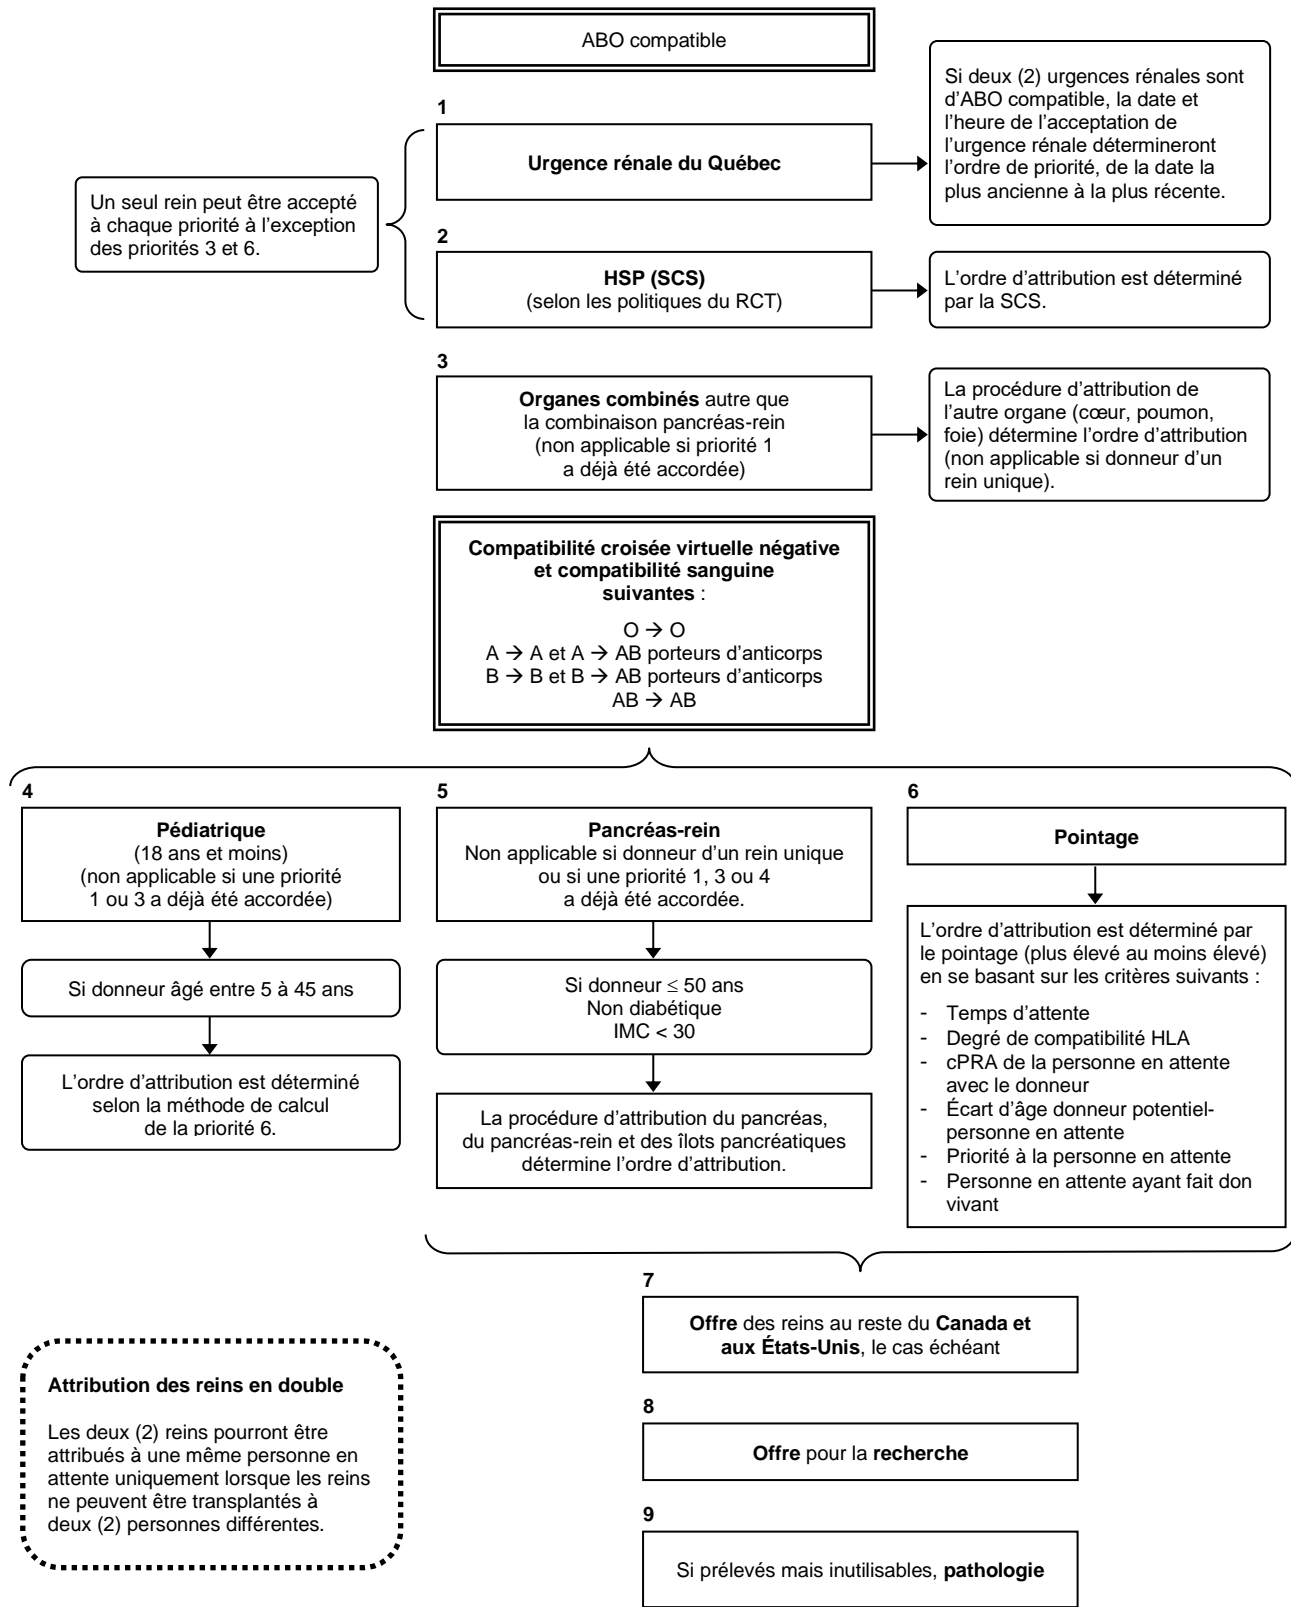 ABO compatible
1
Urgence rénale du Québec
Si deux (2) urgences rénales sont
d'ABO compatible, la date et
l'heure de l'acceptation de
l'urgence rénale détermineront
l'ordre de priorité, de la date la
plus ancienne à la plus récente.
Un seul rein peut être accepté
à chaque priorité à l'exception
des priorités 3 et 6.
2
HSP (SCS)
(selon les politiques du RCT)
L'ordre d'attribution est déterminé
par la SCS.
3
Organes combinés autre que
la combinaison pancréas-rein
(non applicable si priorité 1
a déjà été accordée)
La procédure d'attribution de
l'autre organe (cœur, poumon,
foie) détermine l'ordre d'attribution
(non applicable si donneur d'un
rein unique).
Compatibilité croisée virtuelle négative
et compatibilité sanguine
suivantes :
O → O
A → A et A → AB porteurs d'anticorps
B → B et B → AB porteurs d'anticorps
AB → AB
4
Pédiatrique
(18 ans et moins)
(non applicable si une priorité
1 ou 3 a déjà été accordée)
Si donneur âgé entre 5 à 45 ans
L'ordre d'attribution est déterminé
selon la méthode de calcul
de la priorité 6.
5
Pancréas-rein
Non applicable si donneur d'un rein unique
ou si une priorité 1, 3 ou 4
a déjà été accordée.
Si donneur ≤ 50 ans
Non diabétique
IMC < 30
La procédure d'attribution du pancréas,
du pancréas-rein et des îlots pancréatiques
détermine l'ordre d'attribution.
6
Pointage
L'ordre d'attribution est déterminé par
le pointage (plus élevé au moins élevé)
en se basant sur les critères suivants :
- Temps d'attente
- Degré de compatibilité HLA
- cPRA de la personne en attente
avec le donneur
- Écart d'âge donneur potentiel-
personne en attente
- Priorité à la personne en attente
- Personne en attente ayant fait don
vivant
7
Offre des reins au reste du Canada et
aux États-Unis, le cas échéant
8
Offre pour la recherche
9
Si prélevés mais inutilisables, pathologie
Attribution des reins en double
Les deux (2) reins pourront être
attribués à une même personne en
attente uniquement lorsque les reins
ne peuvent être transplantés à
deux (2) personnes différentes.